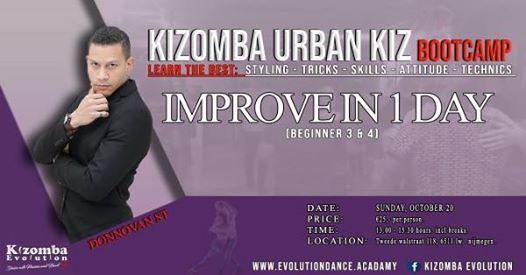 KIZOMBA URBAN KIZ BOOTCAMP
LEARN THE BEST: STYLING - TRICKS - SKILLS - ATTITUDE - TECHNICS
IMPROVE IN 1 DAY
(BEGINNER 3 & 4)
DONNOVAN ST
DATE: SUNDAY, OCTOBER 20
PRICE: €25,- per person
TIME: 13.00 - 15:30 hours, incl breaks
LOCATION: Tweede walstraat 118, 6511 lw, nijmegen.
Kizomba
Evolution
WWW.EVOLUTIONDANCE.ACADAMY f KIZOMBA EVOLUTION